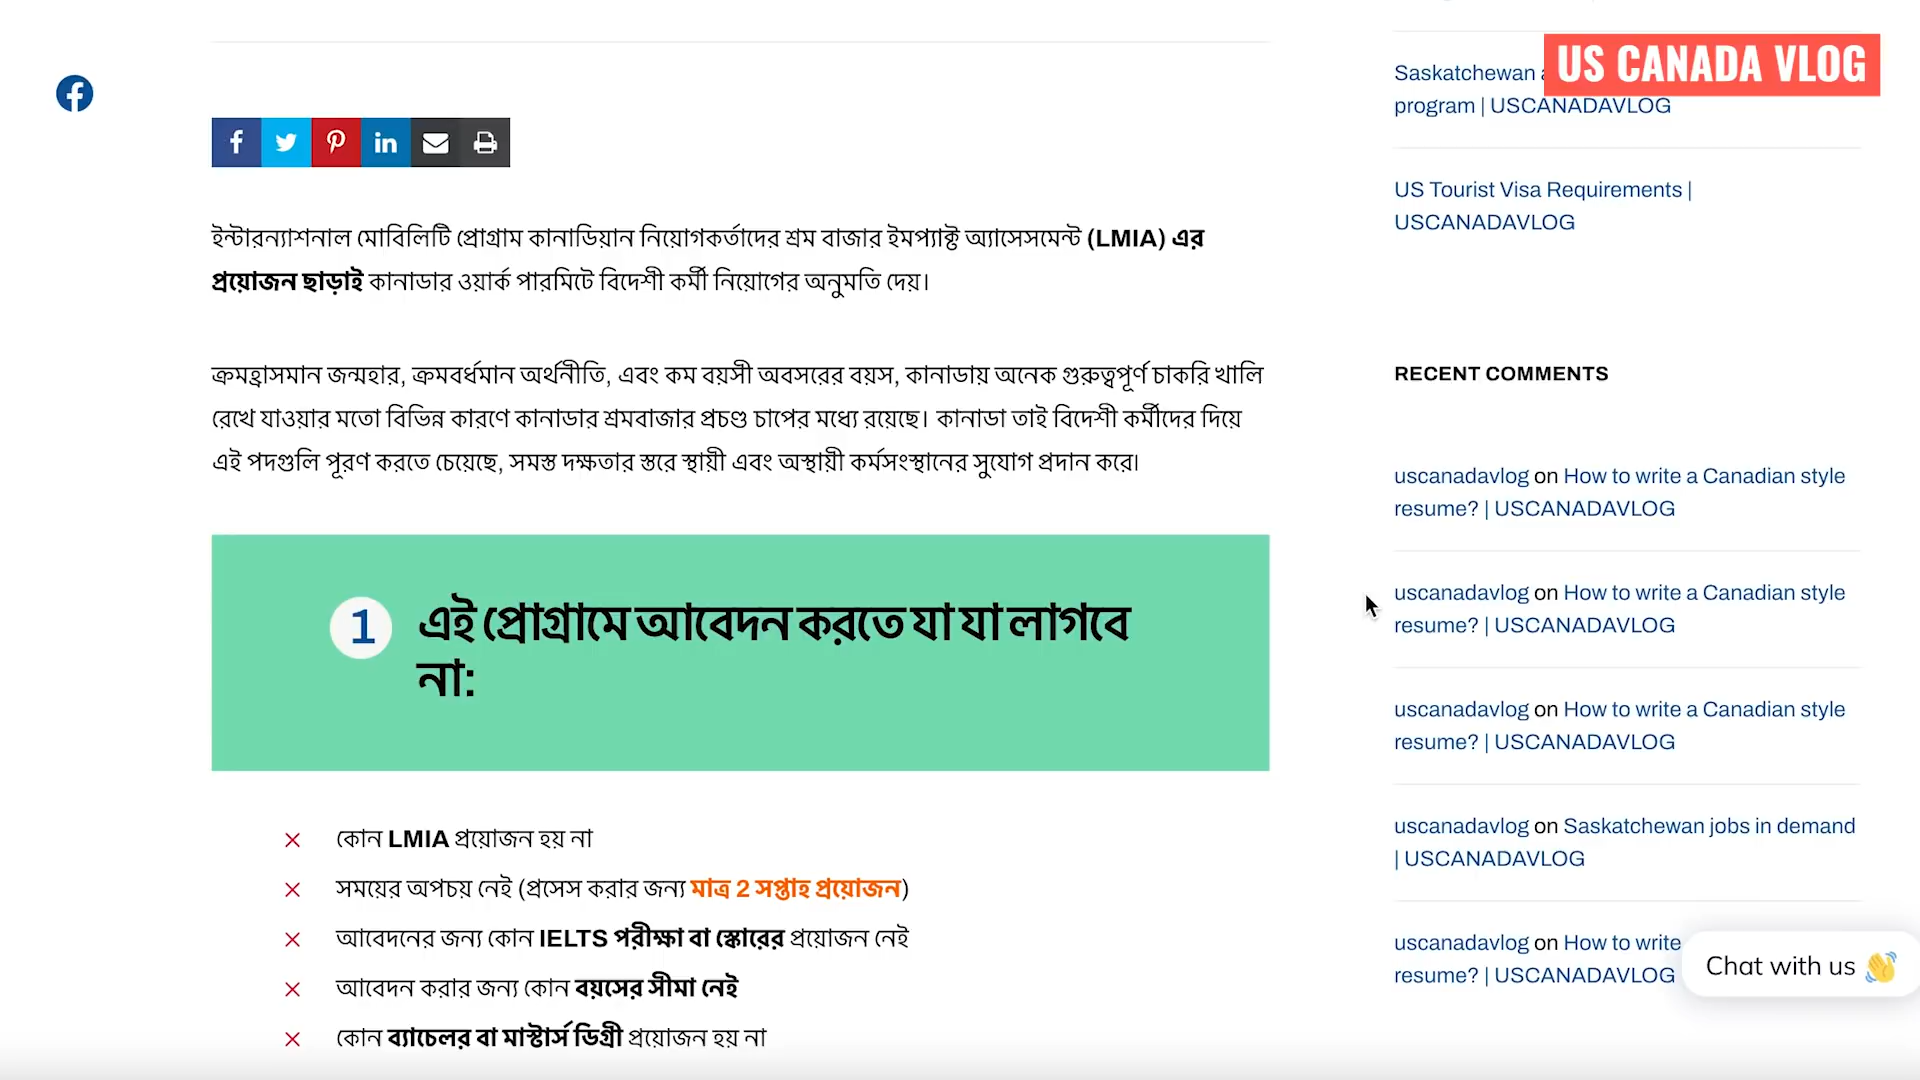 US CANADA VLOG
ইন্টারন্যাশনাল মোবিলিটি প্রোগ্রাম কানাডিয়ান নিয়োগকর্তাদের শ্রম বাজার ইমপ্যাক্ট অ্যাসেসমেন্ট (LMIA) এর
প্রয়োজন ছাড়াই কানাডার ওয়ার্ক পারমিটে বিদেশী কর্মী নিয়োগের অনুমতি দেয়।
ক্রমহ্রাসমান জন্মহার, ক্রমবর্ধমান অর্থনীতি, এবং কম বয়সী অবসরের বয়স, কানাডায় অনেক গুরুত্বপূর্ণ চাকরি খালি
রেখে যাওয়ার মতো বিভিন্ন কারণে কানাডার শ্রমবাজার প্রচণ্ড চাপের মধ্যে রয়েছে। কানাডা তাই বিদেশী কর্মীদের দিয়ে
এই পদগুলি পূরণ করতে চেয়েছে, সমস্ত দক্ষতার স্তরে স্থায়ী এবং অস্থায়ী কর্মসংস্থানের সুযোগ প্রদান করে।
1 এই প্রোগ্রামে আবেদন করতে যা যা লাগবে
না:
কোন LMIA প্রয়োজন হয় না
সময়ের অপচয় নেই (প্রসেস করার জন্য মাত্র 2 সপ্তাহ প্রয়োজন)
আবেদনের জন্য কোন IELTS পরীক্ষা বা স্কোরের প্রয়োজন নেই
আবেদন করার জন্য কোন বয়সের সীমা নেই
কোন ব্যাচেলর বা মাস্টার্স ডিগ্রী প্রয়োজন হয় না
Saskatchewan
program | USCANADAVLOG
US Tourist Visa Requirements |
USCANADAVLOG
RECENT COMMENTS
uscanadavlog on How to write a Canadian style
resume? | USCANADAVLOG
uscanadavlog on How to write a Canadian style
resume? | USCANADAVLOG
uscanadavlog on How to write a Canadian style
resume? | USCANADAVLOG
uscanadavlog on Saskatchewan jobs in demand
| USCANADAVLOG
uscanadavlog on How to write
resume? | USCANADAVLOG
Chat with us